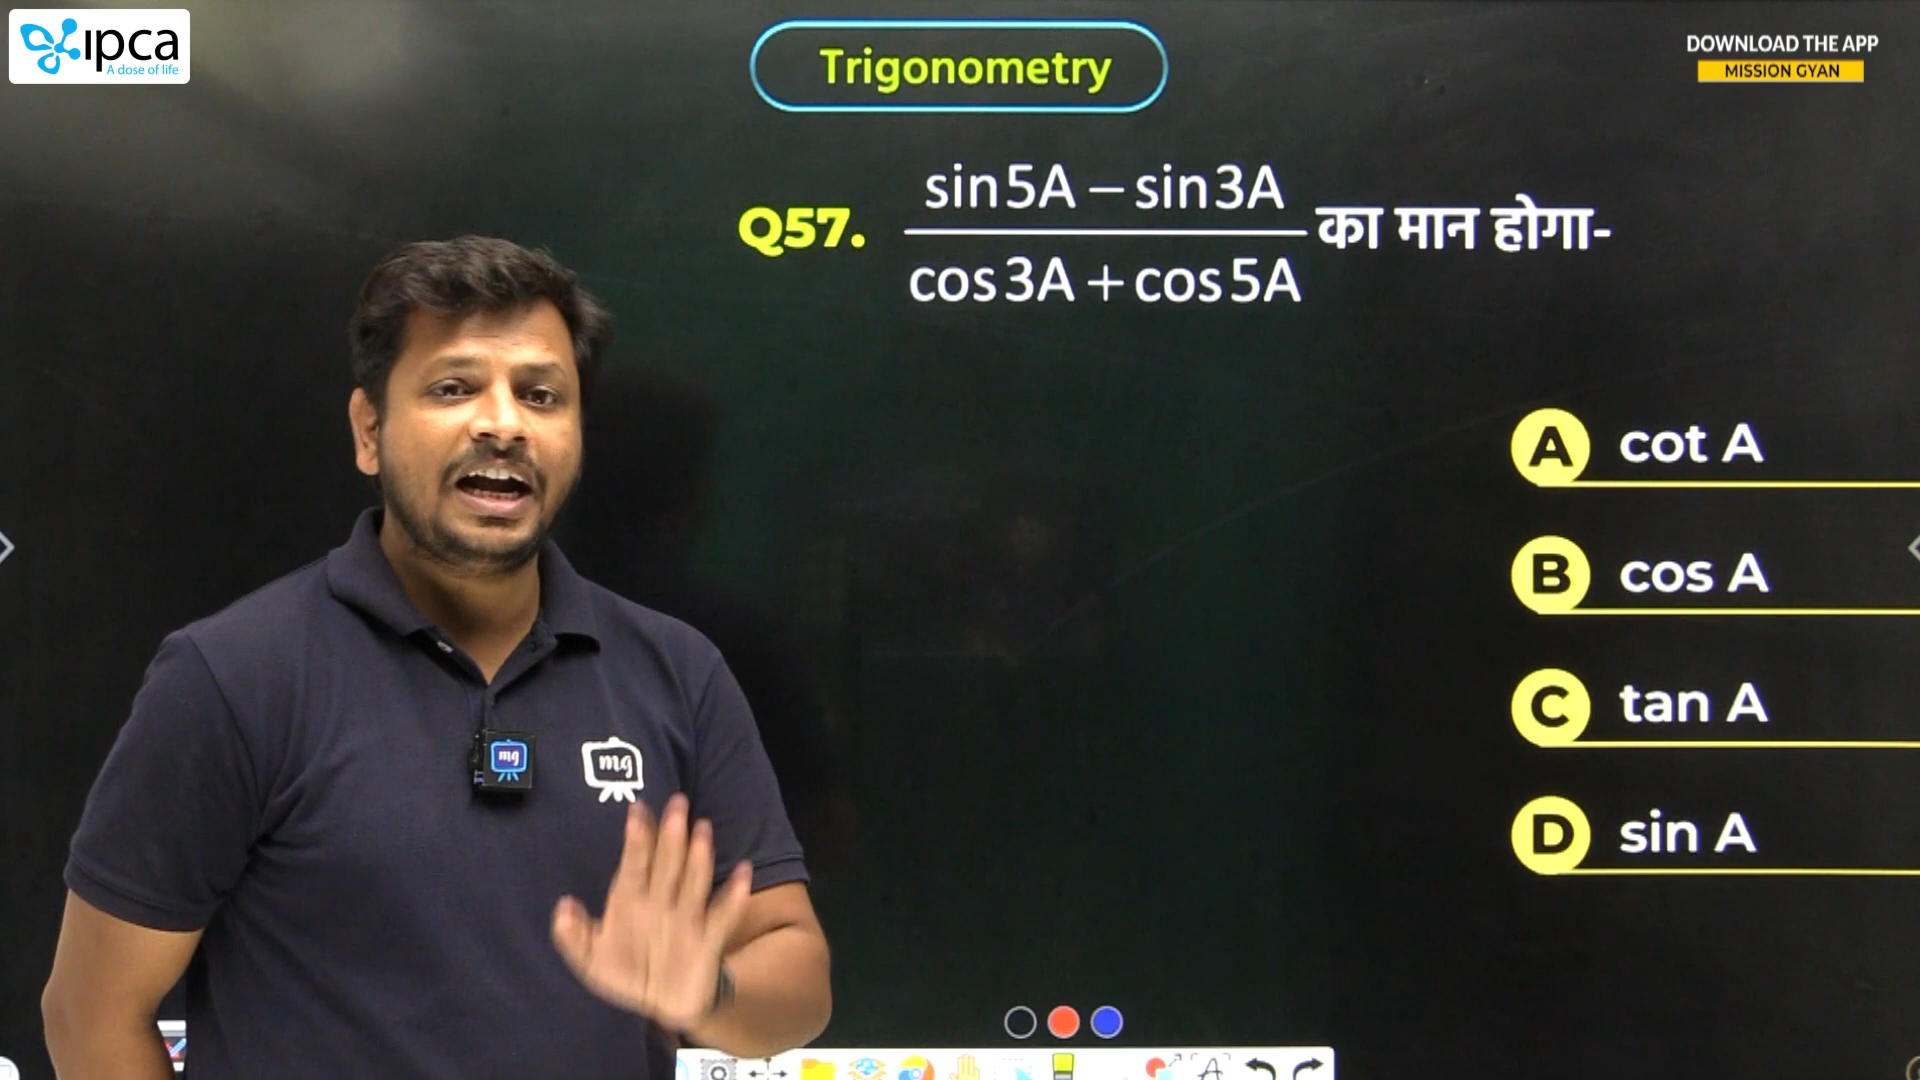 ıpca
A dose of life
Trigonometry
DOWNLOAD THE APP
MISSION GYAN
Q57. sin5A – sin3A / cos3A + cos5A का मान होगा-
A cot A
B cos A
C tan A
D sin A
mg
mg